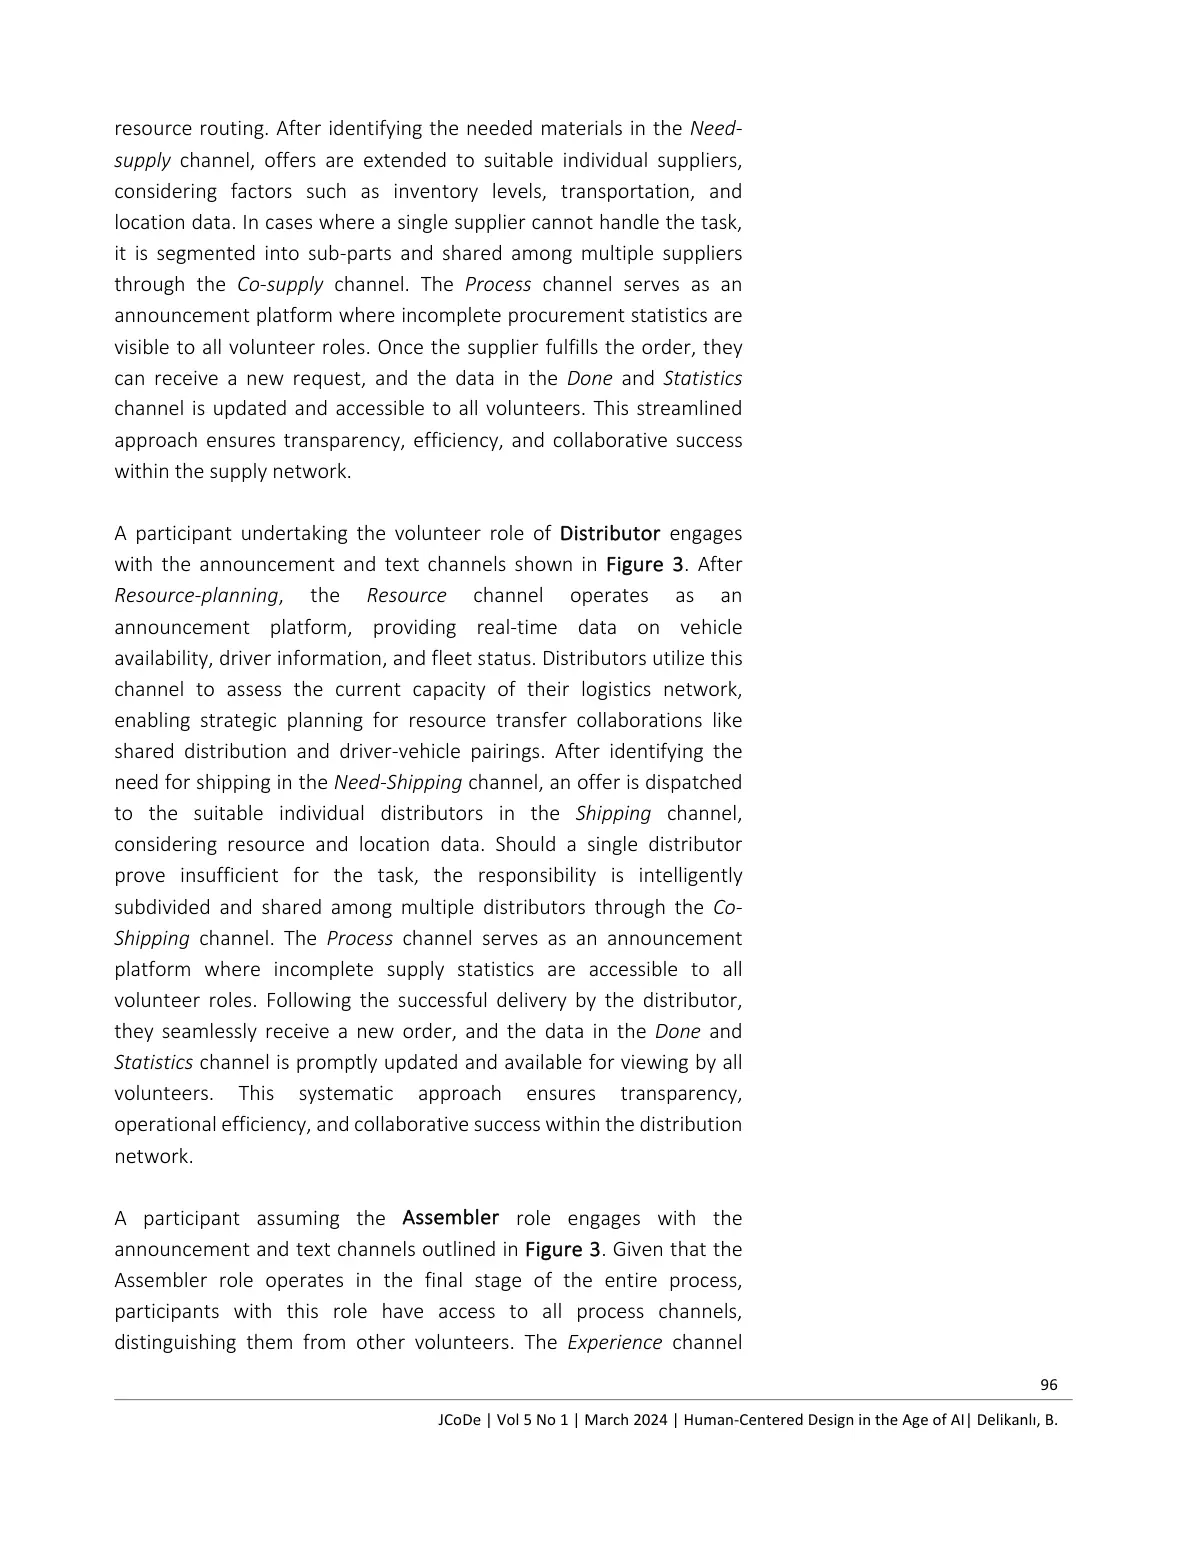 resource routing. After identifying the needed materials in the Need-
supply channel, offers are extended to suitable individual suppliers,
considering factors such as inventory levels, transportation, and
location data. In cases where a single supplier cannot handle the task,
it is segmented into sub-parts and shared among multiple suppliers
through the Co-supply channel. The Process channel serves as an
announcement platform where incomplete procurement statistics are
visible to all volunteer roles. Once the supplier fulfills the order, they
can receive a new request, and the data in the Done and Statistics
channel is updated and accessible to all volunteers. This streamlined
approach ensures transparency, efficiency, and collaborative success
within the supply network.
A participant undertaking the volunteer role of Distributor engages
with the announcement and text channels shown in Figure 3. After
Resource-planning, the Resource channel operates as an
announcement platform, providing real-time data on vehicle
availability, driver information, and fleet status. Distributors utilize this
channel to assess the current capacity of their logistics network,
enabling strategic planning for resource transfer collaborations like
shared distribution and driver-vehicle pairings. After identifying the
need for shipping in the Need-Shipping channel, an offer is dispatched
to the suitable individual distributors in the Shipping channel,
considering resource and location data. Should a single distributor
prove insufficient for the task, the responsibility is intelligently
subdivided and shared among multiple distributors through the Co-
Shipping channel. The Process channel serves as an announcement
platform where incomplete supply statistics are accessible to all
volunteer roles. Following the successful delivery by the distributor,
they seamlessly receive a new order, and the data in the Done and
Statistics channel is promptly updated and available for viewing by all
volunteers. This systematic approach ensures transparency,
operational efficiency, and collaborative success within the distribution
network.
A participant assuming the Assembler role engages with the
announcement and text channels outlined in Figure 3. Given that the
Assembler role operates in the final stage of the entire process,
participants with this role have access to all process channels,
distinguishing them from other volunteers. The Experience channel
96
JCoDe | Vol 5 No 1 | March 2024 | Human-Centered Design in the Age of AI| Delikanlı, B.